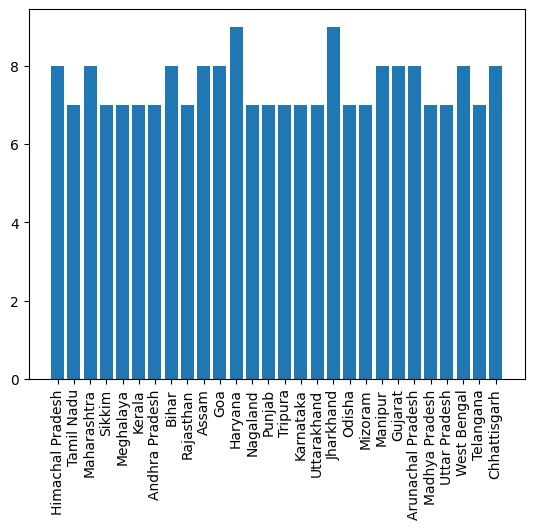 8
6
4
2
0
Himachal Pradesh
Tamil Nadu
Maharashtra
Sikkim
Meghalaya
Kerala
Andhra Pradesh
Bihar
Rajasthan
Assam
Goa
Haryana
Nagaland
Punjab
Tripura
Karnataka
Uttarakhand
Jharkhand
Odisha
Mizoram
Manipur
Gujarat
Arunachal Pradesh
Madhya Pradesh
Uttar Pradesh
West Bengal
Telangana
Chhattisgarh